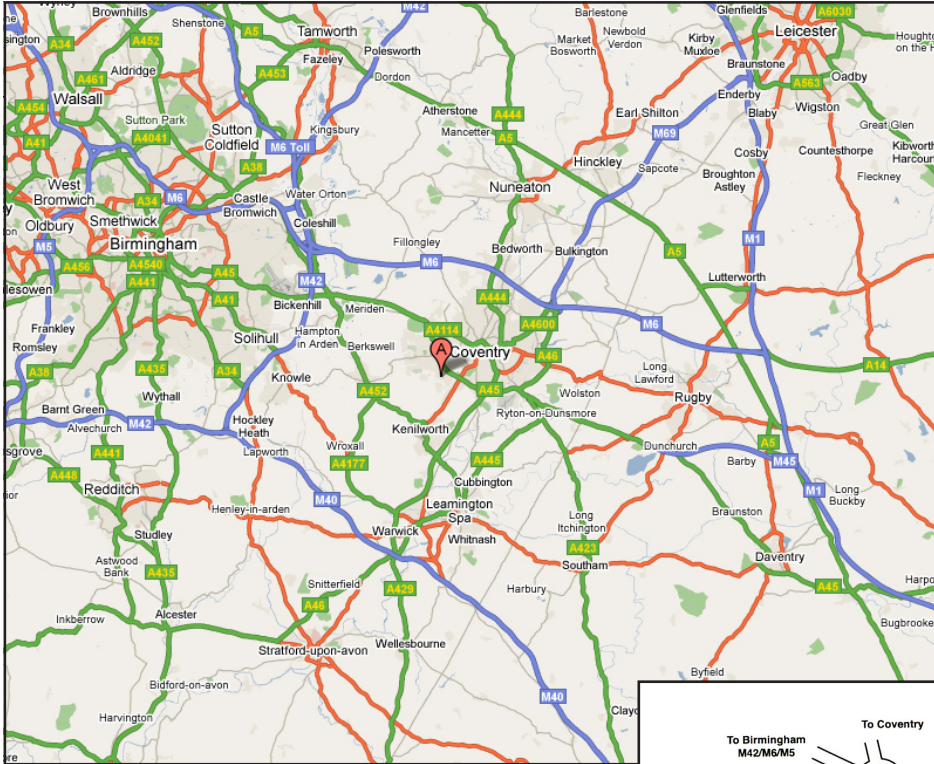 Wyrley
Brownhills
Shenstone
A5
Tamworth
M42
Barlestone
Glenfields
A6030
A34
A452
Fazeley
Polesworth
Market
Bosworth
Newbold
Verdon
Kirby
Muxloe
Leicester
Aldridge
A461
A453
Dordon
Braunstone
Oadby
Walsall
A454
Sutton Park
A4041
Sutton
Coldfield
Kingsbury
Atherstone
A444
Earl Shilton
Enderby
Blaby
A563
Wigston
A41
M6 Toll
Mancetter
A5
M69
Great Glen
A38
Hinckley
Sapcote
Cosby
Countesthorpe
Kibworth
Harcourt
West
Bromwich
A34
M6
Castle
Bromwich
Water Orton
Nuneaton
Broughton
Astley
Fleckney
Oldbury
Smethwick
Coleshill
M5
Birmingham
Fillongley
Bedworth
Bulkington
M1
A456
A4540
A45
M6
A5
A441
M42
Lutterworth
A41
Bickenhill
Meriden
A444
Frankley
Solihull
Hampton
in Arden
A4114
A4600
M6
Romsley
Berkswell
A
Coventry
A46
A38
A435
A34
Knowle
Long
Lawford
A14
Wythall
A452
A45
Wolston
Rugby
Barnt Green
M42
Hockley
Heath
Ryton-on-Dunsmore
Alvechurch
Kenilworth
A441
Lapworth
Wroxall
Dunchurch
A5
A448
A4177
A445
Barby
M45
Redditch
Cubbington
M1
Long
Buckby
Henley-in-arden
M40
Leamington
Spa
Long
Itchington
Braunston
Studley
Warwick
Whitnash
A423
Daventry
Astwood
Bank
A435
Southam
Snitterfield
A429
Harbury
A45
Inkberrow
Alcester
A46
Bugbrooke
Stratford-upon-avon
Wellesbourne
Byfield
Bidford-on-avon
M40
Harvington
To Coventry
To Birmingham
M42/M6/M5